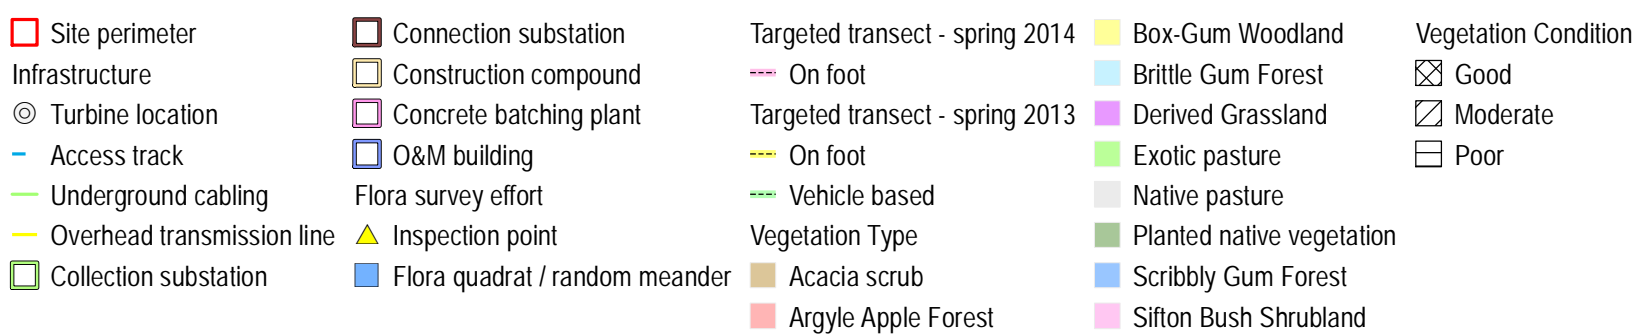 Site perimeter
Infrastructure
Turbine location
Access track
Underground cabling
Overhead transmission line
Collection substation
Connection substation
Construction compound
Concrete batching plant
O&M building
Flora survey effort
Inspection point
Flora quadrat / random meander
Targeted transect - spring 2014
On foot
Targeted transect - spring 2013
On foot
Vehicle based
Vegetation Type
Acacia scrub
Argyle Apple Forest
Box-Gum Woodland
Brittle Gum Forest
Derived Grassland
Exotic pasture
Native pasture
Planted native vegetation
Scribbly Gum Forest
Sifton Bush Shrubland
Vegetation Condition
Good
Moderate
Poor